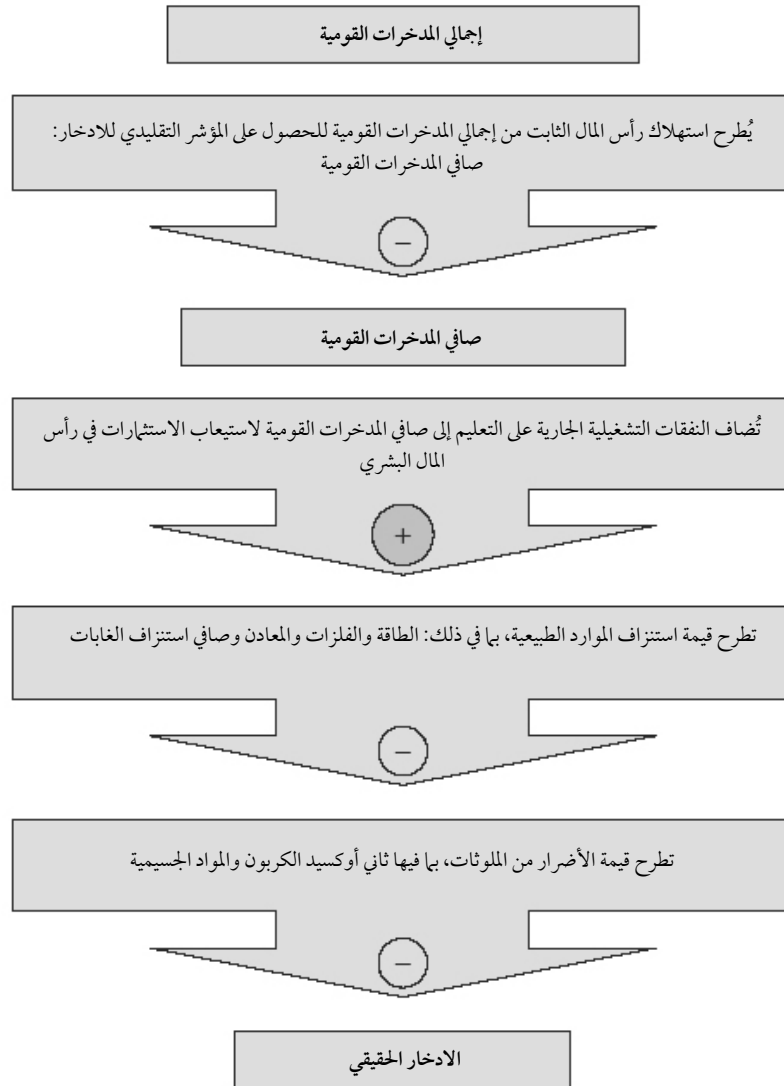 إجمالي المدخرات القومية
يُطرح استهلاك رأس المال الثابت من إجمالي المدخرات القومية للحصول على المؤشر التقليدي للادخار:
صافي المدخرات القومية
−
صافي المدخرات القومية
تُضاف النفقات التشغيلية الجارية على التعليم إلى صافي المدخرات القومية لاستيعاب الاستثمارات في رأس
المال البشري
+
تطرح قيمة استنزاف الموارد الطبيعية، بما في ذلك: الطاقة والفلزات والمعادن وصافي استنزاف الغابات
−
تطرح قيمة الأضرار من الملوثات، بما فيها ثاني أوكسيد الكربون والمواد الجسيمية
−
الادخار الحقيقي